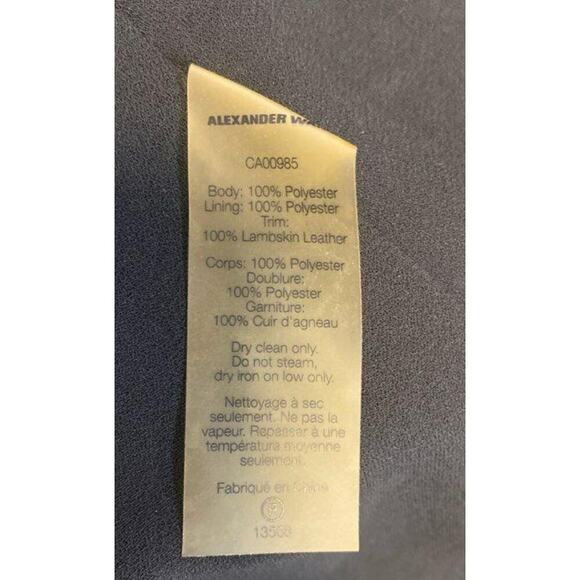 ALEXANDER
CA00985
Body: 100% Polyester
Lining: 100% Polyester
Trim:
100% Lambskin Leather
Corps: 100% Polyester
Doublure:
100% Polyester
Garniture:
100% Cuir d'agneau
Dry clean only.
Do not steam,
dry iron on low only.
Nettoyage à sec
seulement. Ne pas la
vapeur. Repasser à une
températura moyenne
seulement.
Fabriqué en Chine